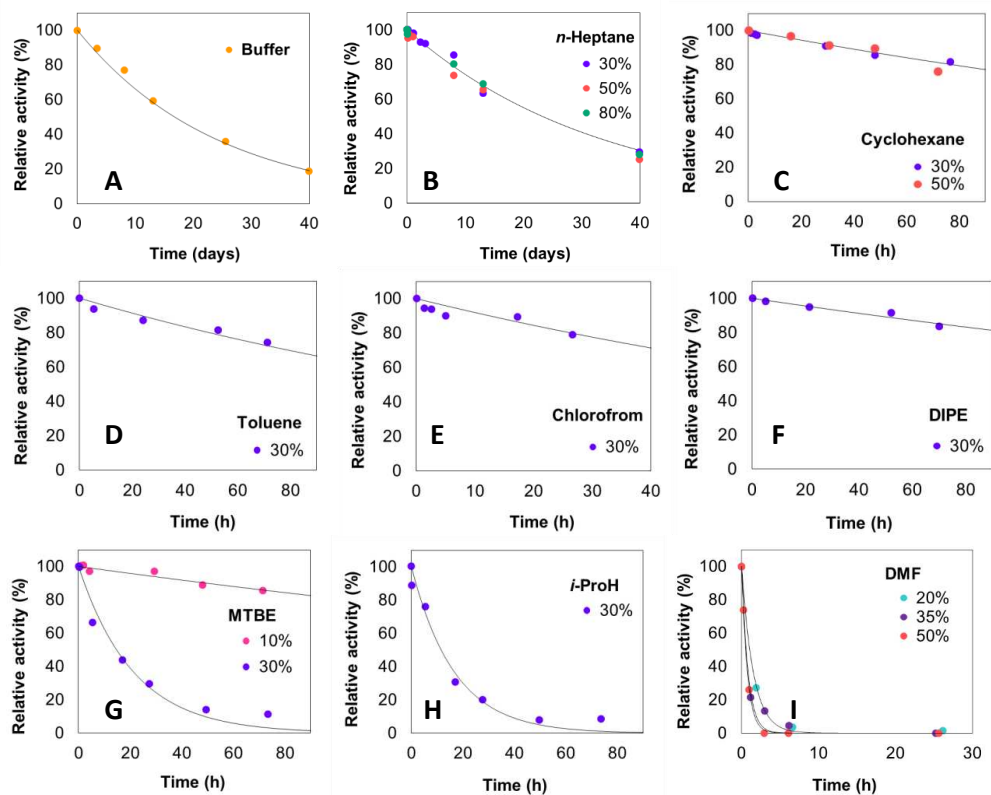 Relative activity (%)
100
80
60
40
20
0
Buffer
A
0 10 20 30 40
Time (days)
Relative activity (%)
100
80
60
40
20
0
n-Heptane
30%
50%
80%
B
0 10 20 30 40
Time (days)
Relative activity (%)
100
80
60
40
20
0
Cyclohexane
30%
50%
C
0 20 40 60 80
Time (h)
Relative activity (%)
100
80
60
40
20
0
Toluene
30%
D
0 20 40 60 80
Time (h)
Relative activity (%)
100
80
60
40
20
0
Chlorofrom
30%
E
0 10 20 30 40
Time (h)
Relative activity (%)
100
80
60
40
20
0
DIPE
30%
F
0 20 40 60 80
Time (h)
Relative activity (%)
100
80
60
40
20
0
MTBE
10%
30%
G
0 20 40 60 80
Time (h)
Relative activity (%)
100
80
60
40
20
0
i-ProH
30%
H
0 20 40 60 80
Time (h)
Relative activity (%)
100
80
60
40
20
0
DMF
20%
35%
50%
I
0 10 20 30
Time (h)